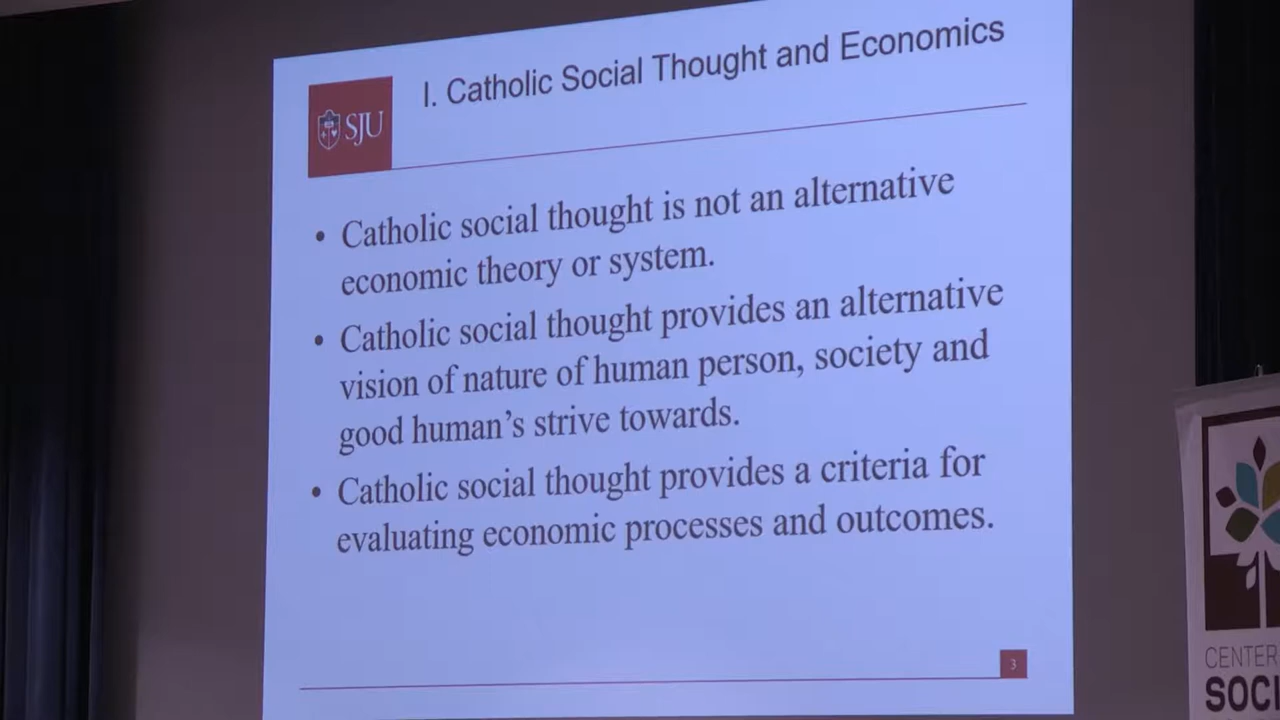 I. Catholic Social Thought and Economics
SJU
• Catholic social thought is not an alternative
economic theory or system.
• Catholic social thought provides an alternative
vision of nature of human person, society and
good human's strive towards.
• Catholic social thought provides a criteria for
evaluating economic processes and outcomes.
3
CENTER
SOCI